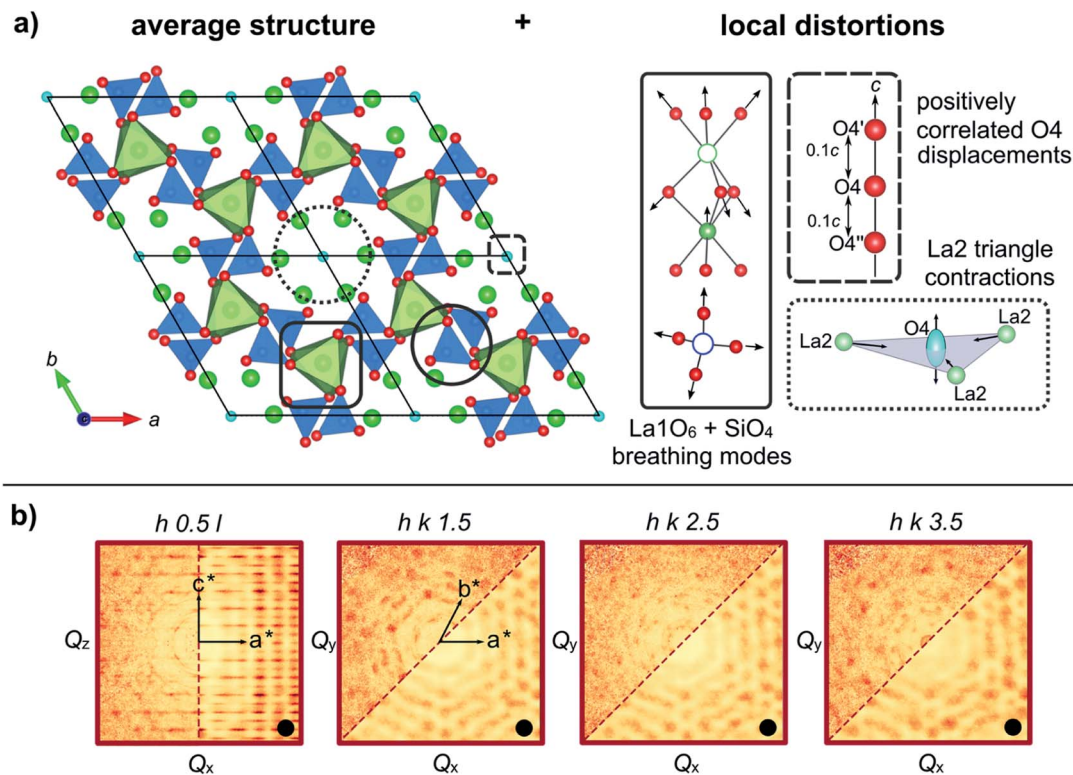 a) average structure + local distortions
c
positively
correlated O4
displacements
O4'
0.1c
O4
0.1c
O4''
La2 triangle
contractions
La2
O4
La2
La2
b
c
a
La1O₆ + SiO₄
breathing modes
b)
h 0.5 l
h k 1.5
h k 2.5
h k 3.5
c*
a*
b*
a*
Qz
Qy
Qy
Qy
Qx
Qx
Qx
Qx